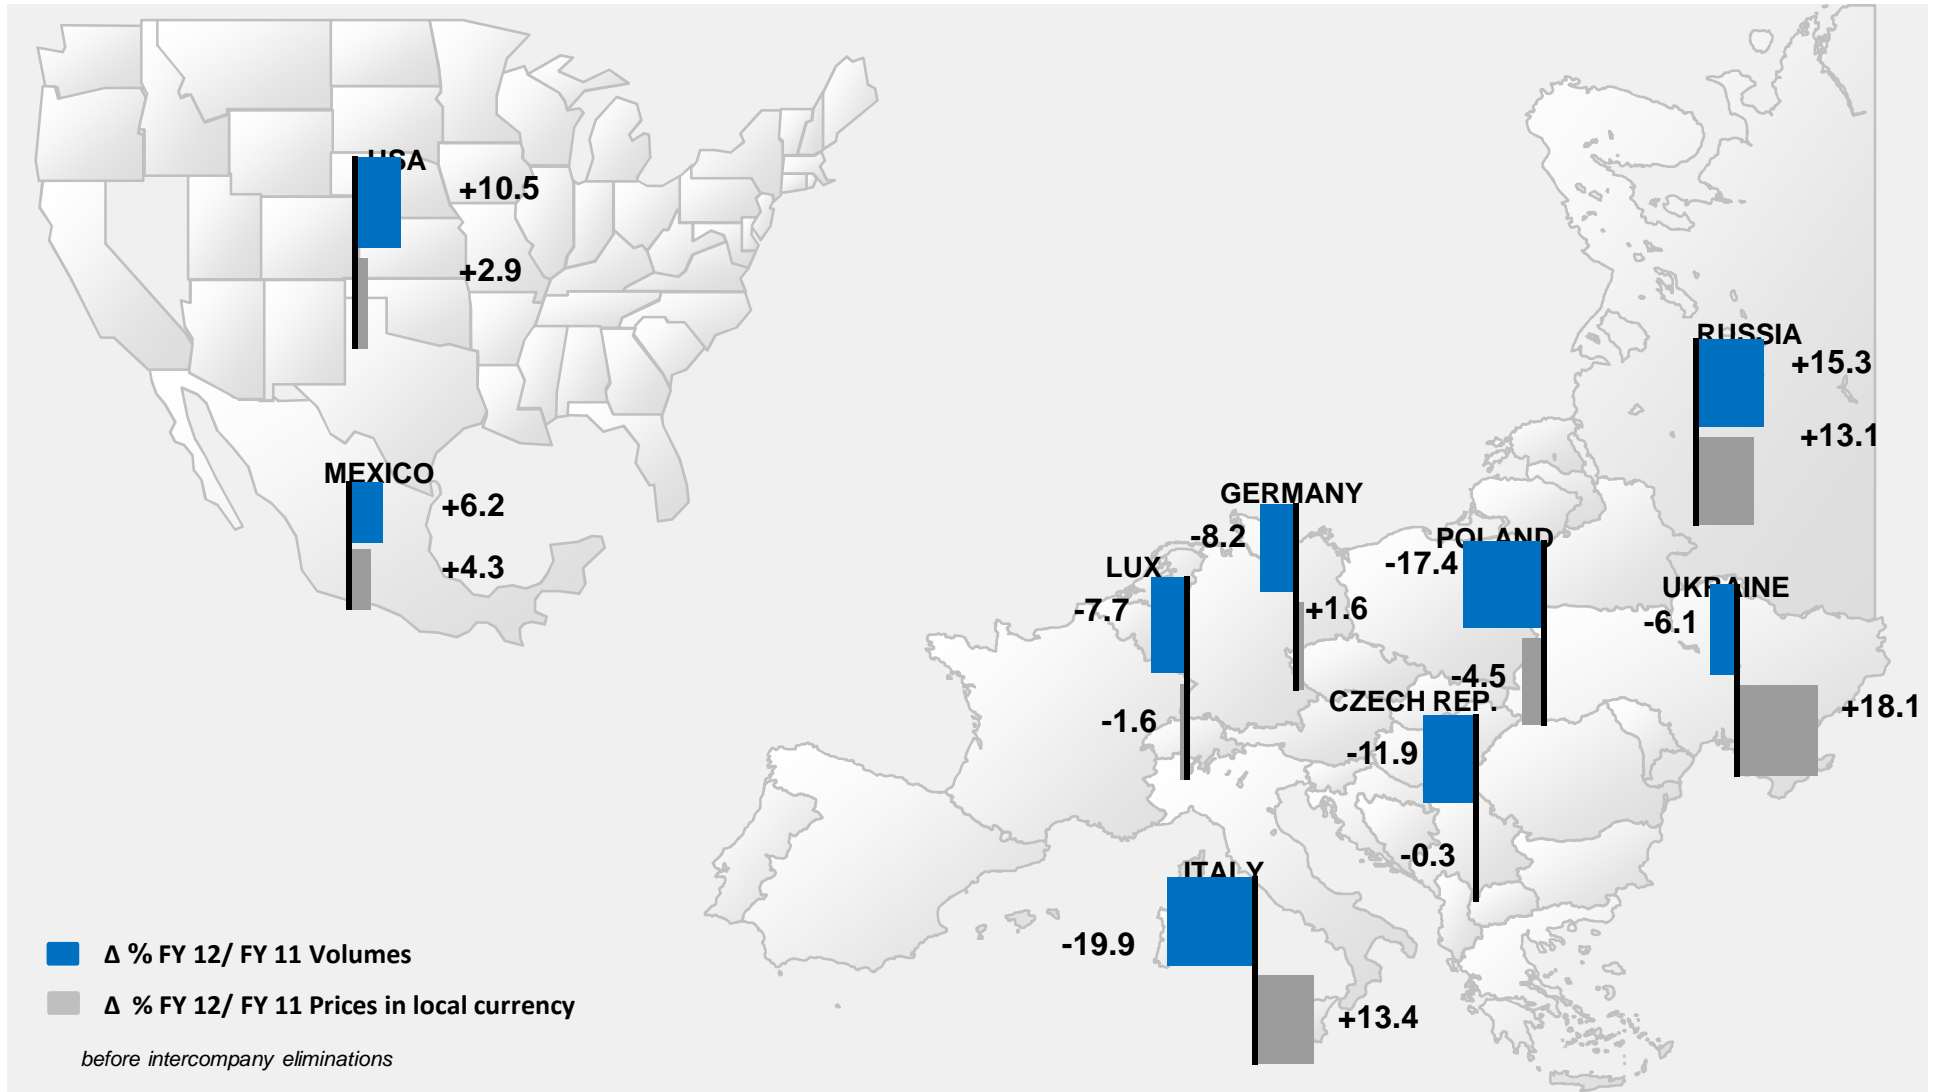 USA
+10.5
+2.9
MEXICO
+6.2
+4.3
RUSSIA
+15.3
+13.1
GERMANY
-8.2
+1.6
POLAND
-17.4
-4.5
LUX
-7.7
-1.6
UKRAINE
-6.1
+18.1
CZECH REP.
-11.9
-0.3
ITALY
-19.9
+13.4
Δ % FY 12/ FY 11 Volumes
Δ % FY 12/ FY 11 Prices in local currency
before intercompany eliminations